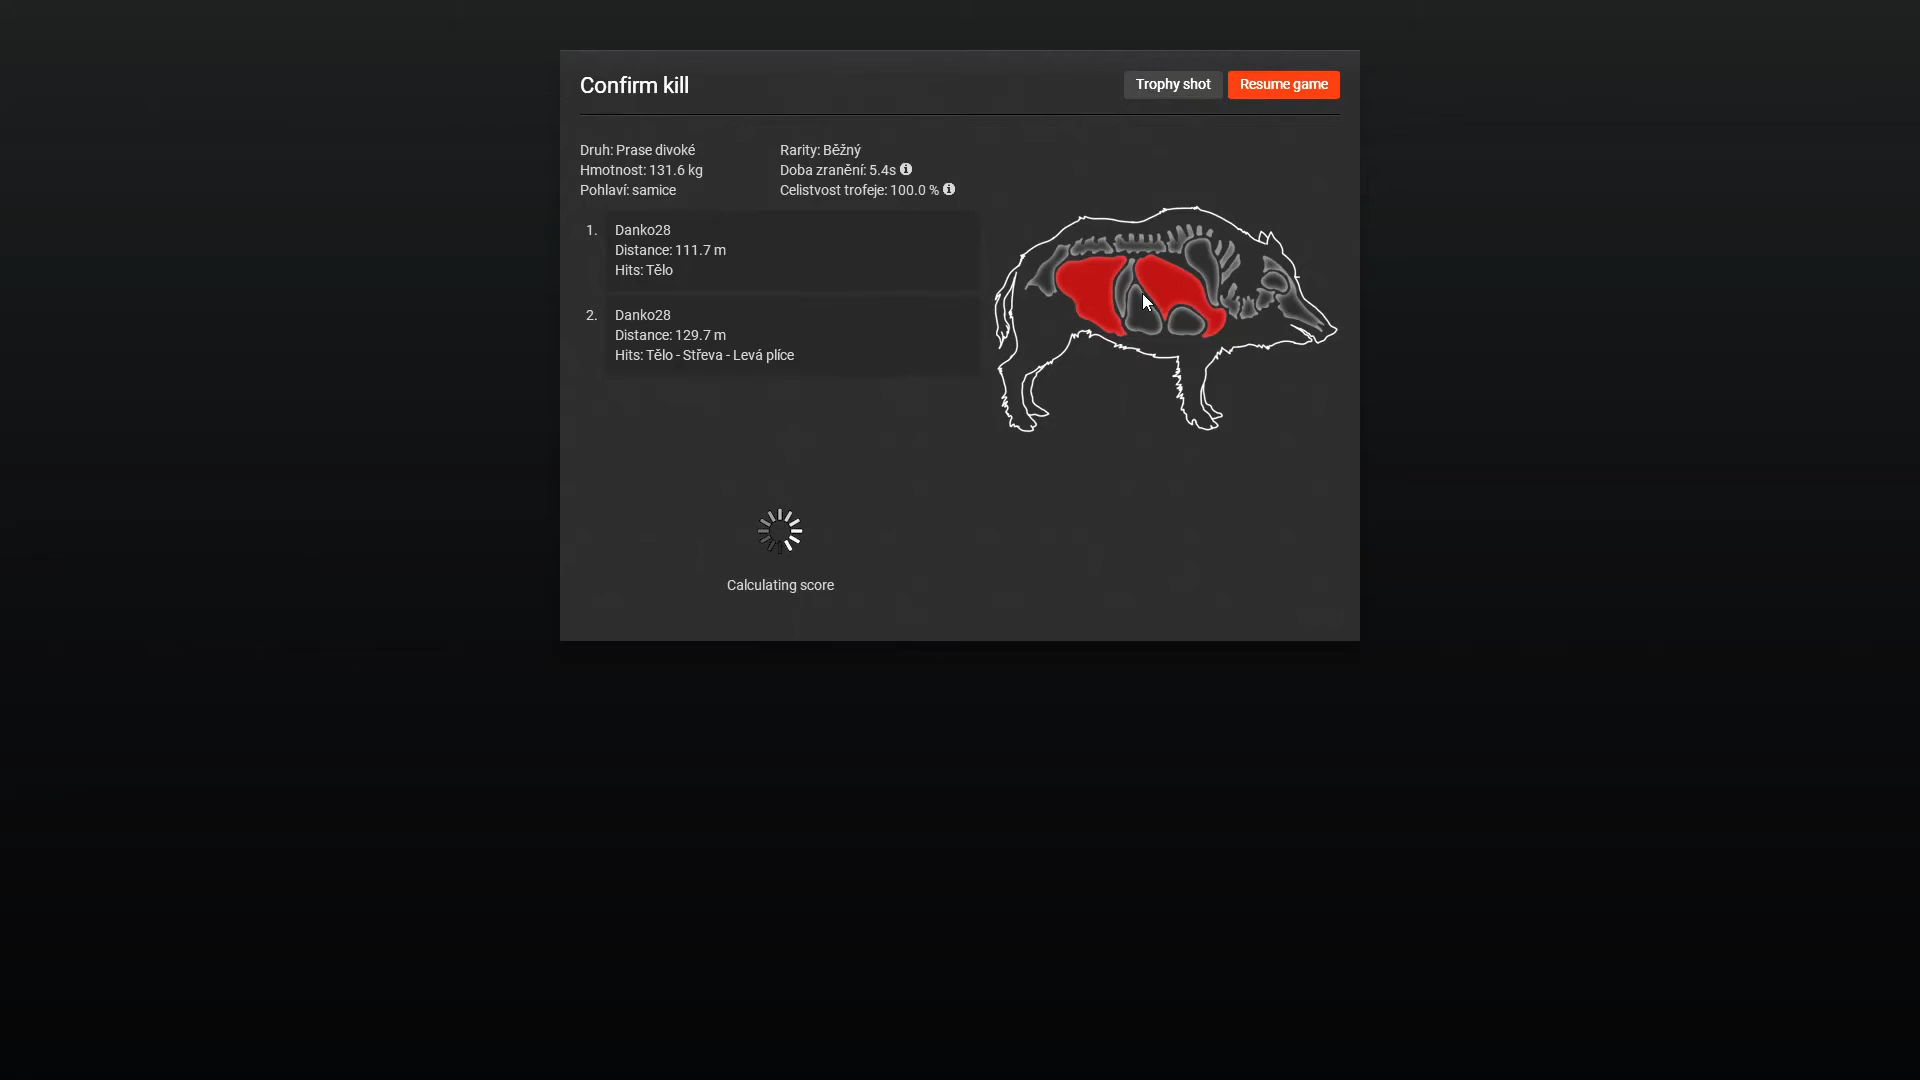 Confirm kill
Trophy shot
Resume game
Druh: Prase divoké
Hmotnost: 131.6 kg
Pohlaví: samice
Rarity: Běžný
Doba zranění: 5.4s
Celistvost trofeje: 100.0 %
1. Danko28
Distance: 111.7 m
Hits: Tělo
2. Danko28
Distance: 129.7 m
Hits: Tělo - Střeva - Levá plíce
Calculating score